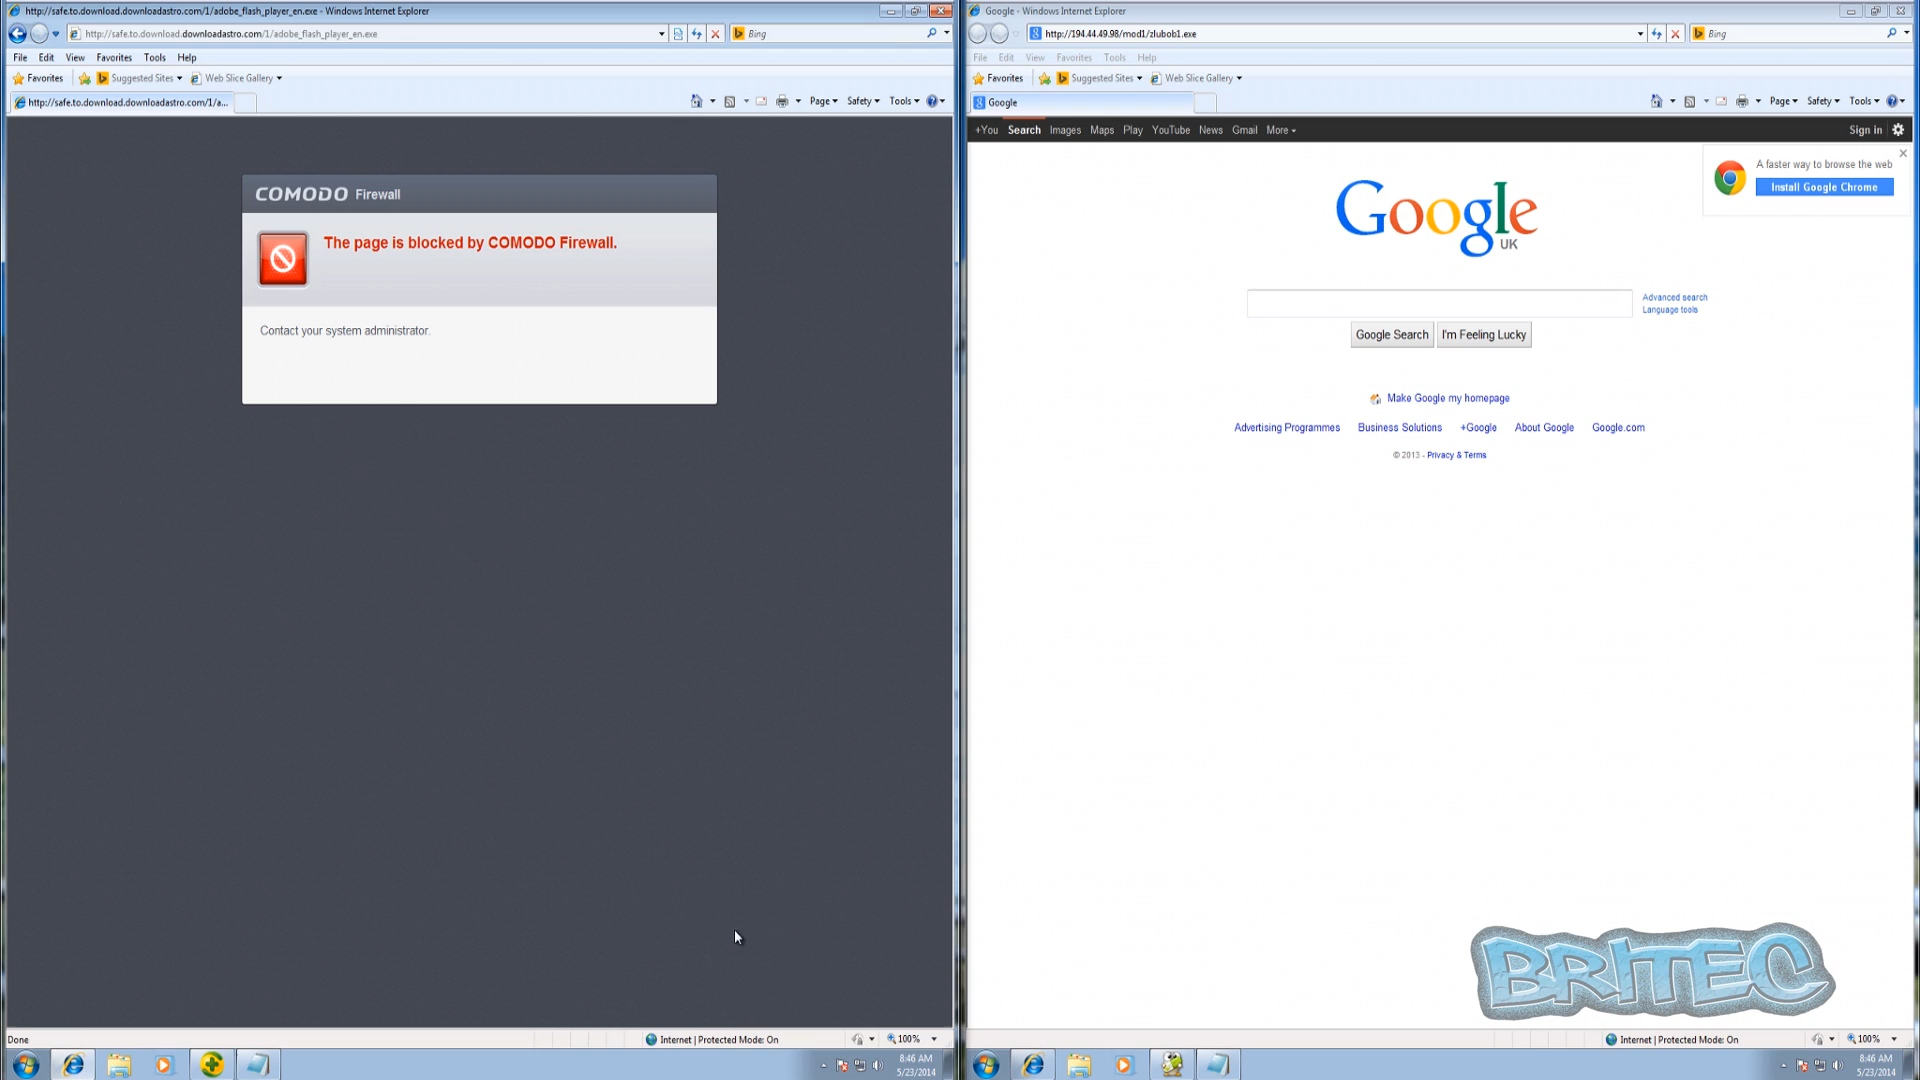 http://safe.to.download.downloadastro.com/1/adobe_flash_player_en.exe - Windows Internet Explorer
http://safe.to.download.downloadastro.com/1/adobe_flash_player_en.exe
Bing
File Edit View Favorites Tools Help
Favorites Suggested Sites Web Slice Gallery
http://safe.to.download.downloadastro.com/1/a...
Page Safety Tools
COMODO Firewall
The page is blocked by COMODO Firewall.
Contact your system administrator.
Done
Internet | Protected Mode: On
100%
8:46 AM
5/23/2014
Google - Windows Internet Explorer
http://194.44.49.98/mod1/zlubob1.exe
Bing
File Edit View Favorites Tools Help
Favorites Suggested Sites Web Slice Gallery
Google
Page Safety Tools
+You Search Images Maps Play YouTube News Gmail More
Sign in
A faster way to browse the web
Install Google Chrome
Google
UK
Advanced search
Language tools
Google Search I'm Feeling Lucky
Make Google my homepage
Advertising Programmes Business Solutions +Google About Google Google.com
© 2013 - Privacy & Terms
BRITEC
Internet | Protected Mode: On
100%
8:46 AM
5/23/2014